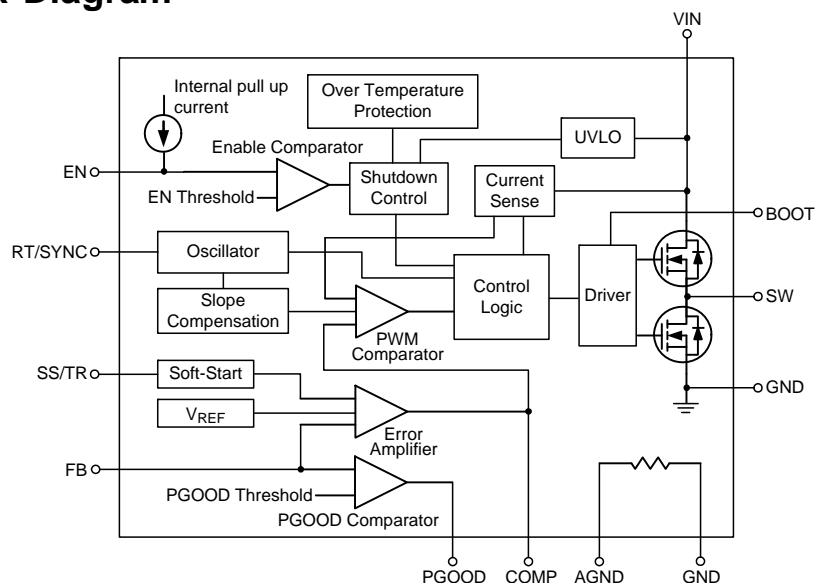 Diagram
VIN
Internal pull up
current
Over Temperature
Protection
Enable Comparator
UVLO
EN
EN Threshold
Shutdown
Control
Current
Sense
BOOT
RT/SYNC
Oscillator
Slope
Compensation
PWM
Comparator
Control
Logic
Driver
SW
SS/TR
Soft-Start
VREF
Error
Amplifier
GND
FB
PGOOD Threshold
PGOOD Comparator
PGOOD
COMP
AGND
GND